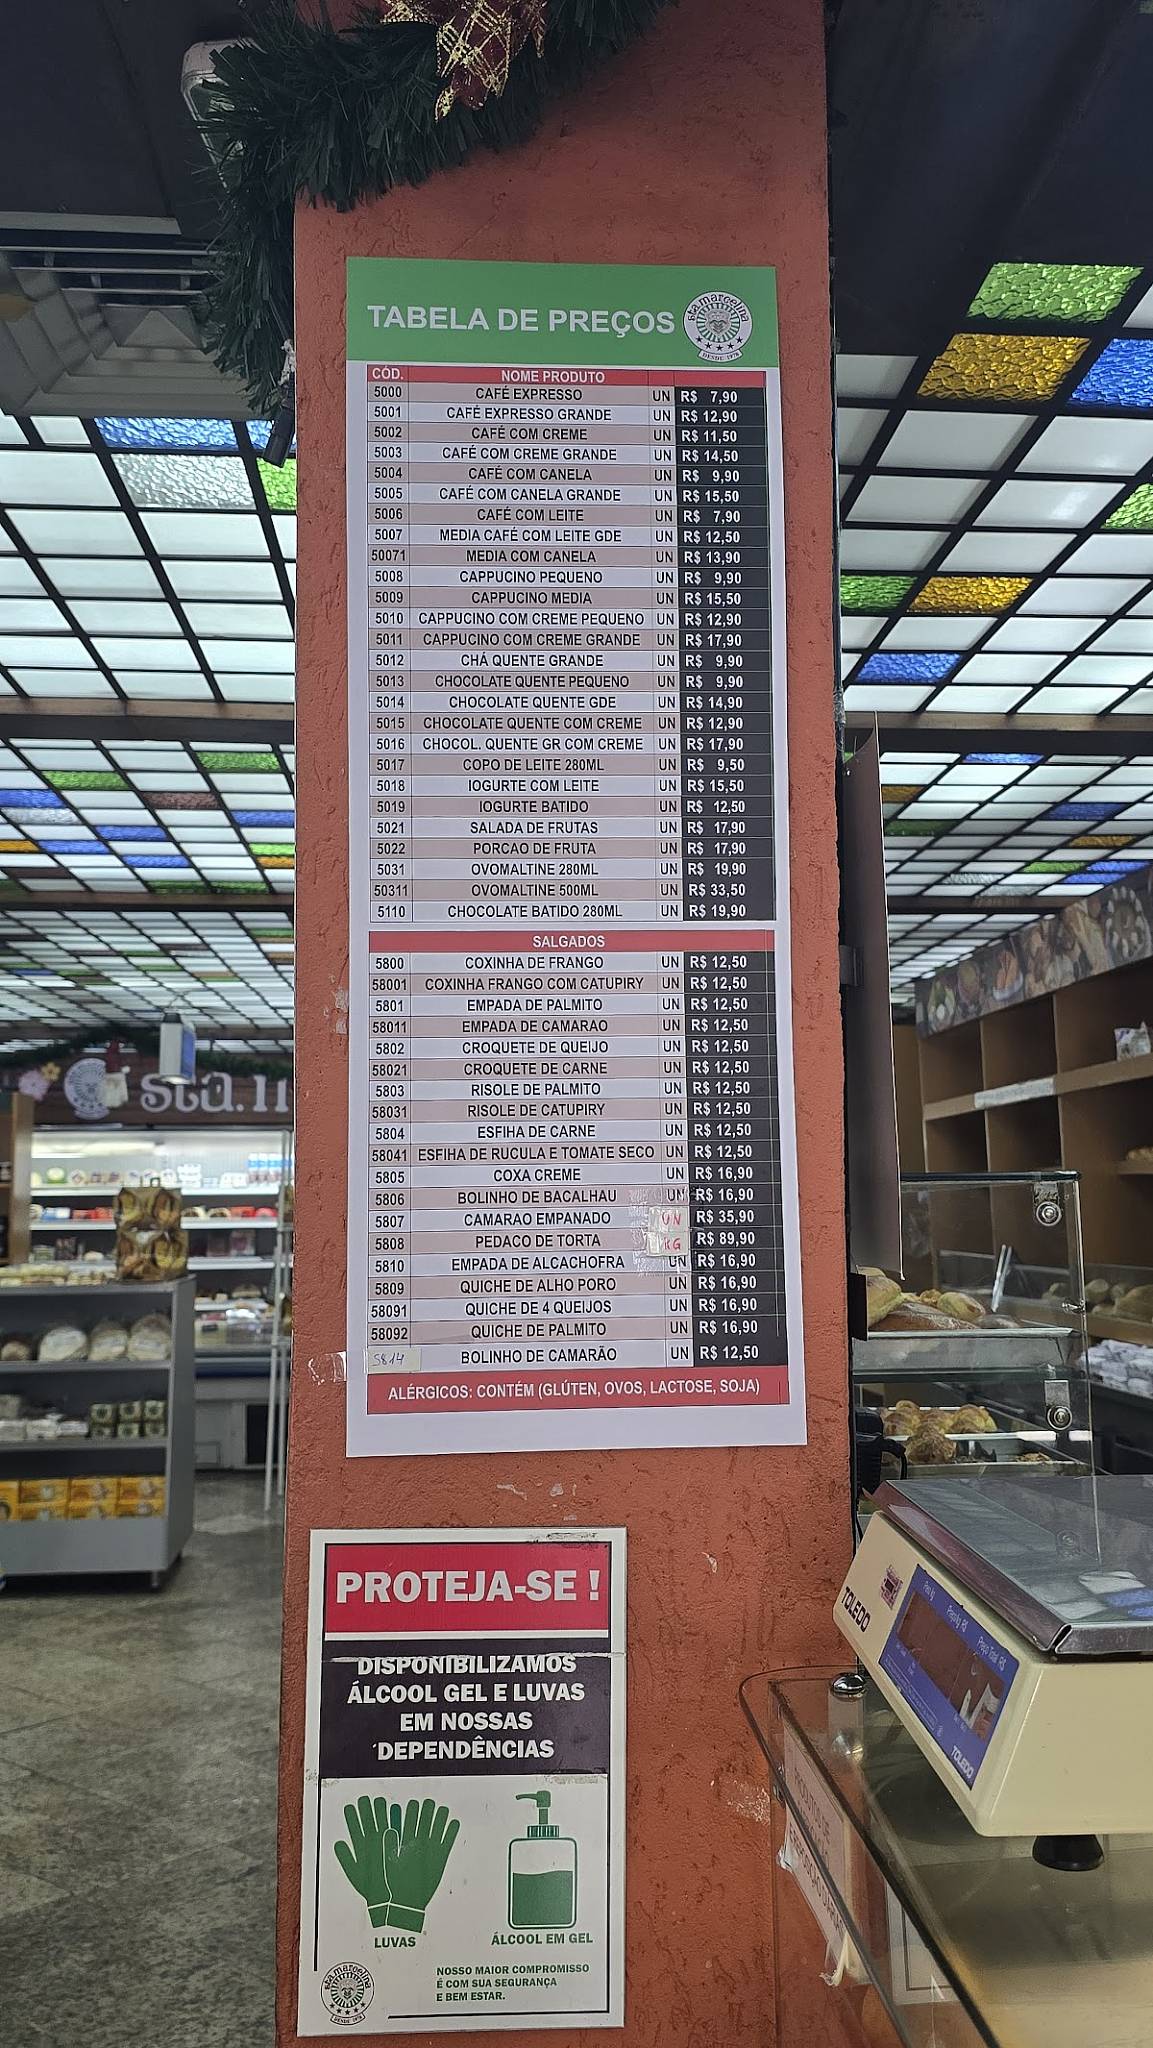 TABELA DE PREÇOS
sta.marcelina
DESDE 1978
CÓD. NOME PRODUTO
5000 CAFÉ EXPRESSO UN R$ 7,90
5001 CAFÉ EXPRESSO GRANDE UN R$ 12,90
5002 CAFÉ COM CREME UN R$ 11,50
5003 CAFÉ COM CREME GRANDE UN R$ 14,50
5004 CAFÉ COM CANELA UN R$ 9,90
5005 CAFÉ COM CANELA GRANDE UN R$ 15,50
5006 CAFÉ COM LEITE UN R$ 7,90
5007 MEDIA CAFÉ COM LEITE GDE UN R$ 12,50
50071 MEDIA COM CANELA UN R$ 13,90
5008 CAPPUCINO PEQUENO UN R$ 9,90
5009 CAPPUCINO MEDIA UN R$ 15,50
5010 CAPPUCINO COM CREME PEQUENO UN R$ 12,90
5011 CAPPUCINO COM CREME GRANDE UN R$ 17,90
5012 CHÁ QUENTE GRANDE UN R$ 9,90
5013 CHOCOLATE QUENTE PEQUENO UN R$ 9,90
5014 CHOCOLATE QUENTE GDE UN R$ 14,90
5015 CHOCOLATE QUENTE COM CREME UN R$ 12,90
5016 CHOCOL. QUENTE GR COM CREME UN R$ 17,90
5017 COPO DE LEITE 280ML UN R$ 9,50
5018 IOGURTE COM LEITE UN R$ 15,50
5019 IOGURTE BATIDO UN R$ 12,50
5021 SALADA DE FRUTAS UN R$ 17,90
5022 PORCAO DE FRUTA UN R$ 17,90
5031 OVOMALTINE 280ML UN R$ 19,90
50311 OVOMALTINE 500ML UN R$ 33,50
5110 CHOCOLATE BATIDO 280ML UN R$ 19,90
SALGADOS
5800 COXINHA DE FRANGO UN R$ 12,50
58001 COXINHA FRANGO COM CATUPIRY UN R$ 12,50
5801 EMPADA DE PALMITO UN R$ 12,50
58011 EMPADA DE CAMARAO UN R$ 12,50
5802 CROQUETE DE QUEIJO UN R$ 12,50
58021 CROQUETE DE CARNE UN R$ 12,50
5803 RISOLE DE PALMITO UN R$ 12,50
58031 RISOLE DE CATUPIRY UN R$ 12,50
5804 ESFIHA DE CARNE UN R$ 12,50
58041 ESFIHA DE RUCULA E TOMATE SECO UN R$ 12,50
5805 COXA CREME UN R$ 16,90
5806 BOLINHO DE BACALHAU UN R$ 16,90
5807 CAMARAO EMPANADO UN R$ 35,90
5808 PEDACO DE TORTA KG R$ 89,90
5810 EMPADA DE ALCACHOFRA UN R$ 16,90
5809 QUICHE DE ALHO PORO UN R$ 16,90
58091 QUICHE DE 4 QUEIJOS UN R$ 16,90
58092 QUICHE DE PALMITO UN R$ 16,90
5814 BOLINHO DE CAMARÃO UN R$ 12,50
ALÉRGICOS: CONTÉM (GLÚTEN, OVOS, LACTOSE, SOJA)
PROTEJA-SE !
DISPONIBILIZAMOS
ÁLCOOL GEL E LUVAS
EM NOSSAS
DEPENDÊNCIAS
LUVAS
ÁLCOOL EM GEL
sta.marcelina
DESDE 1978
NOSSO MAIOR COMPROMISSO
É COM SUA SEGURANÇA
E BEM ESTAR.
TOLEDO
TOLEDO